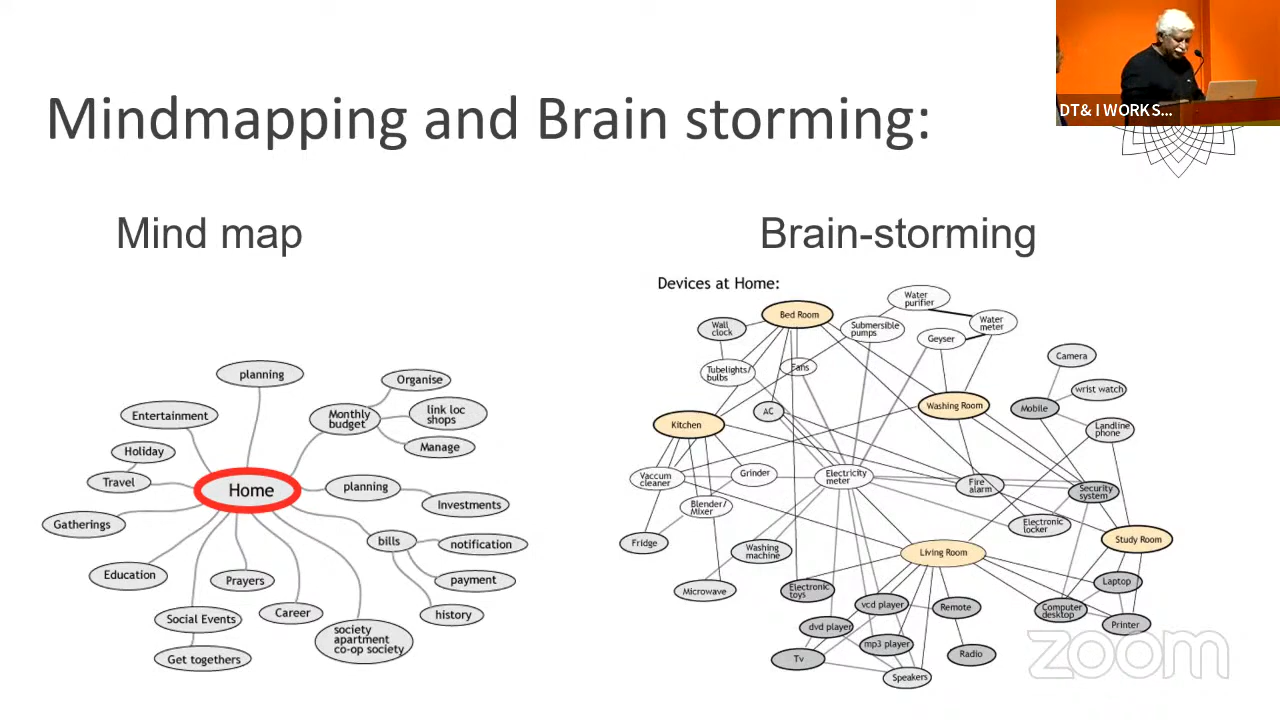 DT& I WORKS...
Mindmapping and Brain storming:
Mind map
planning
Entertainment
Monthly
budget
Organise
link loc
shops
Manage
Holiday
Travel
Home
planning
Investments
Gatherings
bills
notification
payment
history
Education
Prayers
Career
Social Events
Get togethers
society
apartment
co-op society
Brain-storming
Devices at Home:
Water
purifier
Bed Room
Wall
clock
Submersible
pumps
Water
meter
Geyser
Camera
Tubelights/
bulbs
Fans
wrist watch
AC
Washing Room
Mobile
Kitchen
Landline
phone
Vaccum
cleaner
Grinder
Electricity
meter
Fire
alarm
Security
system
Blender/
Mixer
Electronic
locker
Fridge
Washing
machine
Living Room
Study Room
Microwave
Electronic
toys
Laptop
vcd player
Remote
Computer
desktop
Printer
dvd player
mp3 player
Tv
Radio
Speakers
zoom